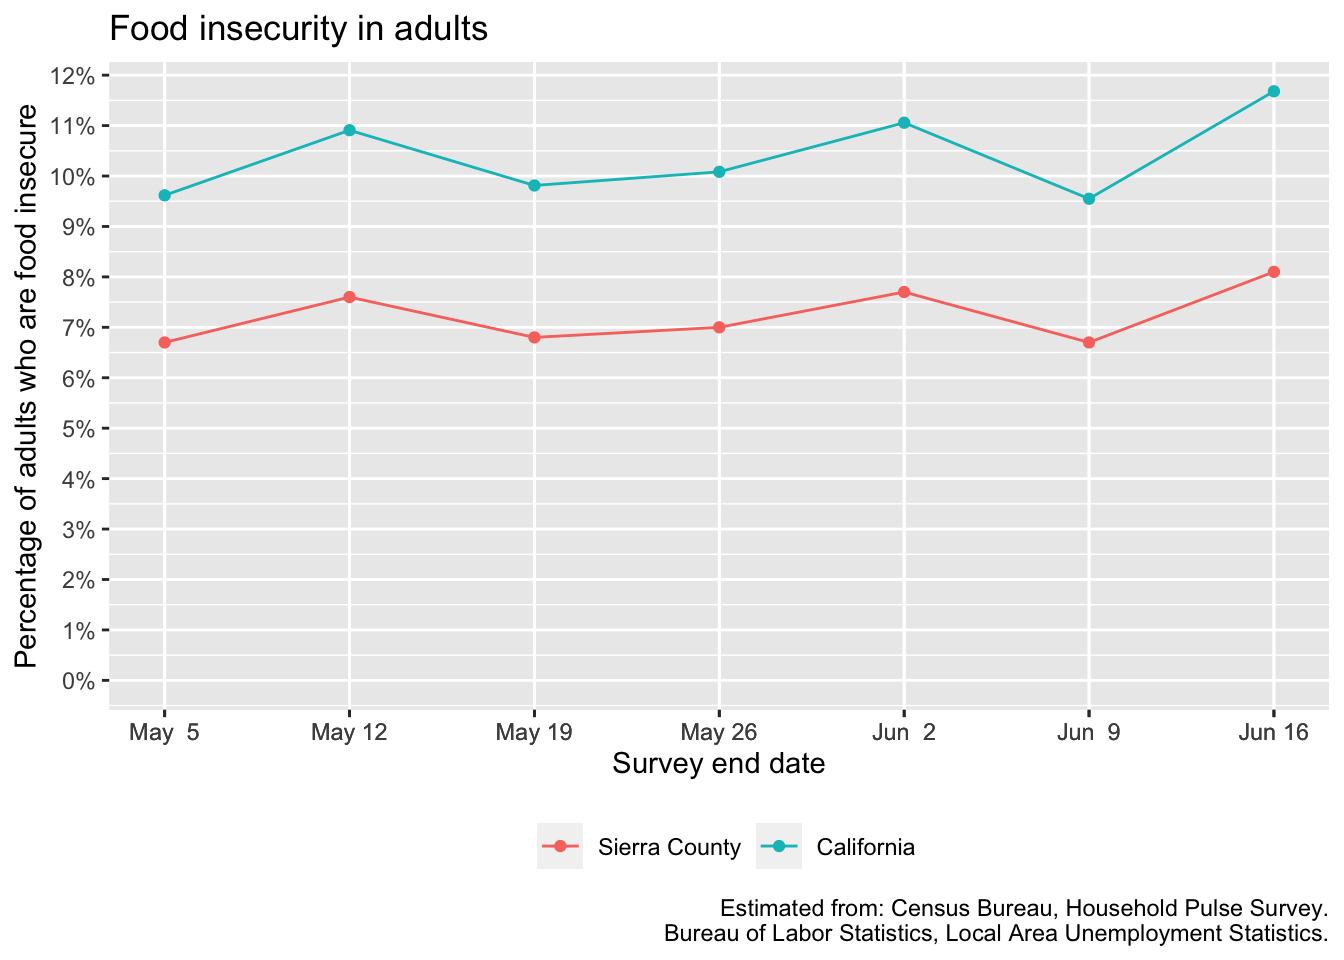 Food insecurity in adults
Percentage of adults who are food insecure
12%
11%
10%
9%
8%
7%
6%
5%
4%
3%
2%
1%
0%
May  5 May 12 May 19 May 26 Jun  2 Jun  9 Jun 16
Survey end date
Sierra County California
Estimated from: Census Bureau, Household Pulse Survey.
Bureau of Labor Statistics, Local Area Unemployment Statistics.